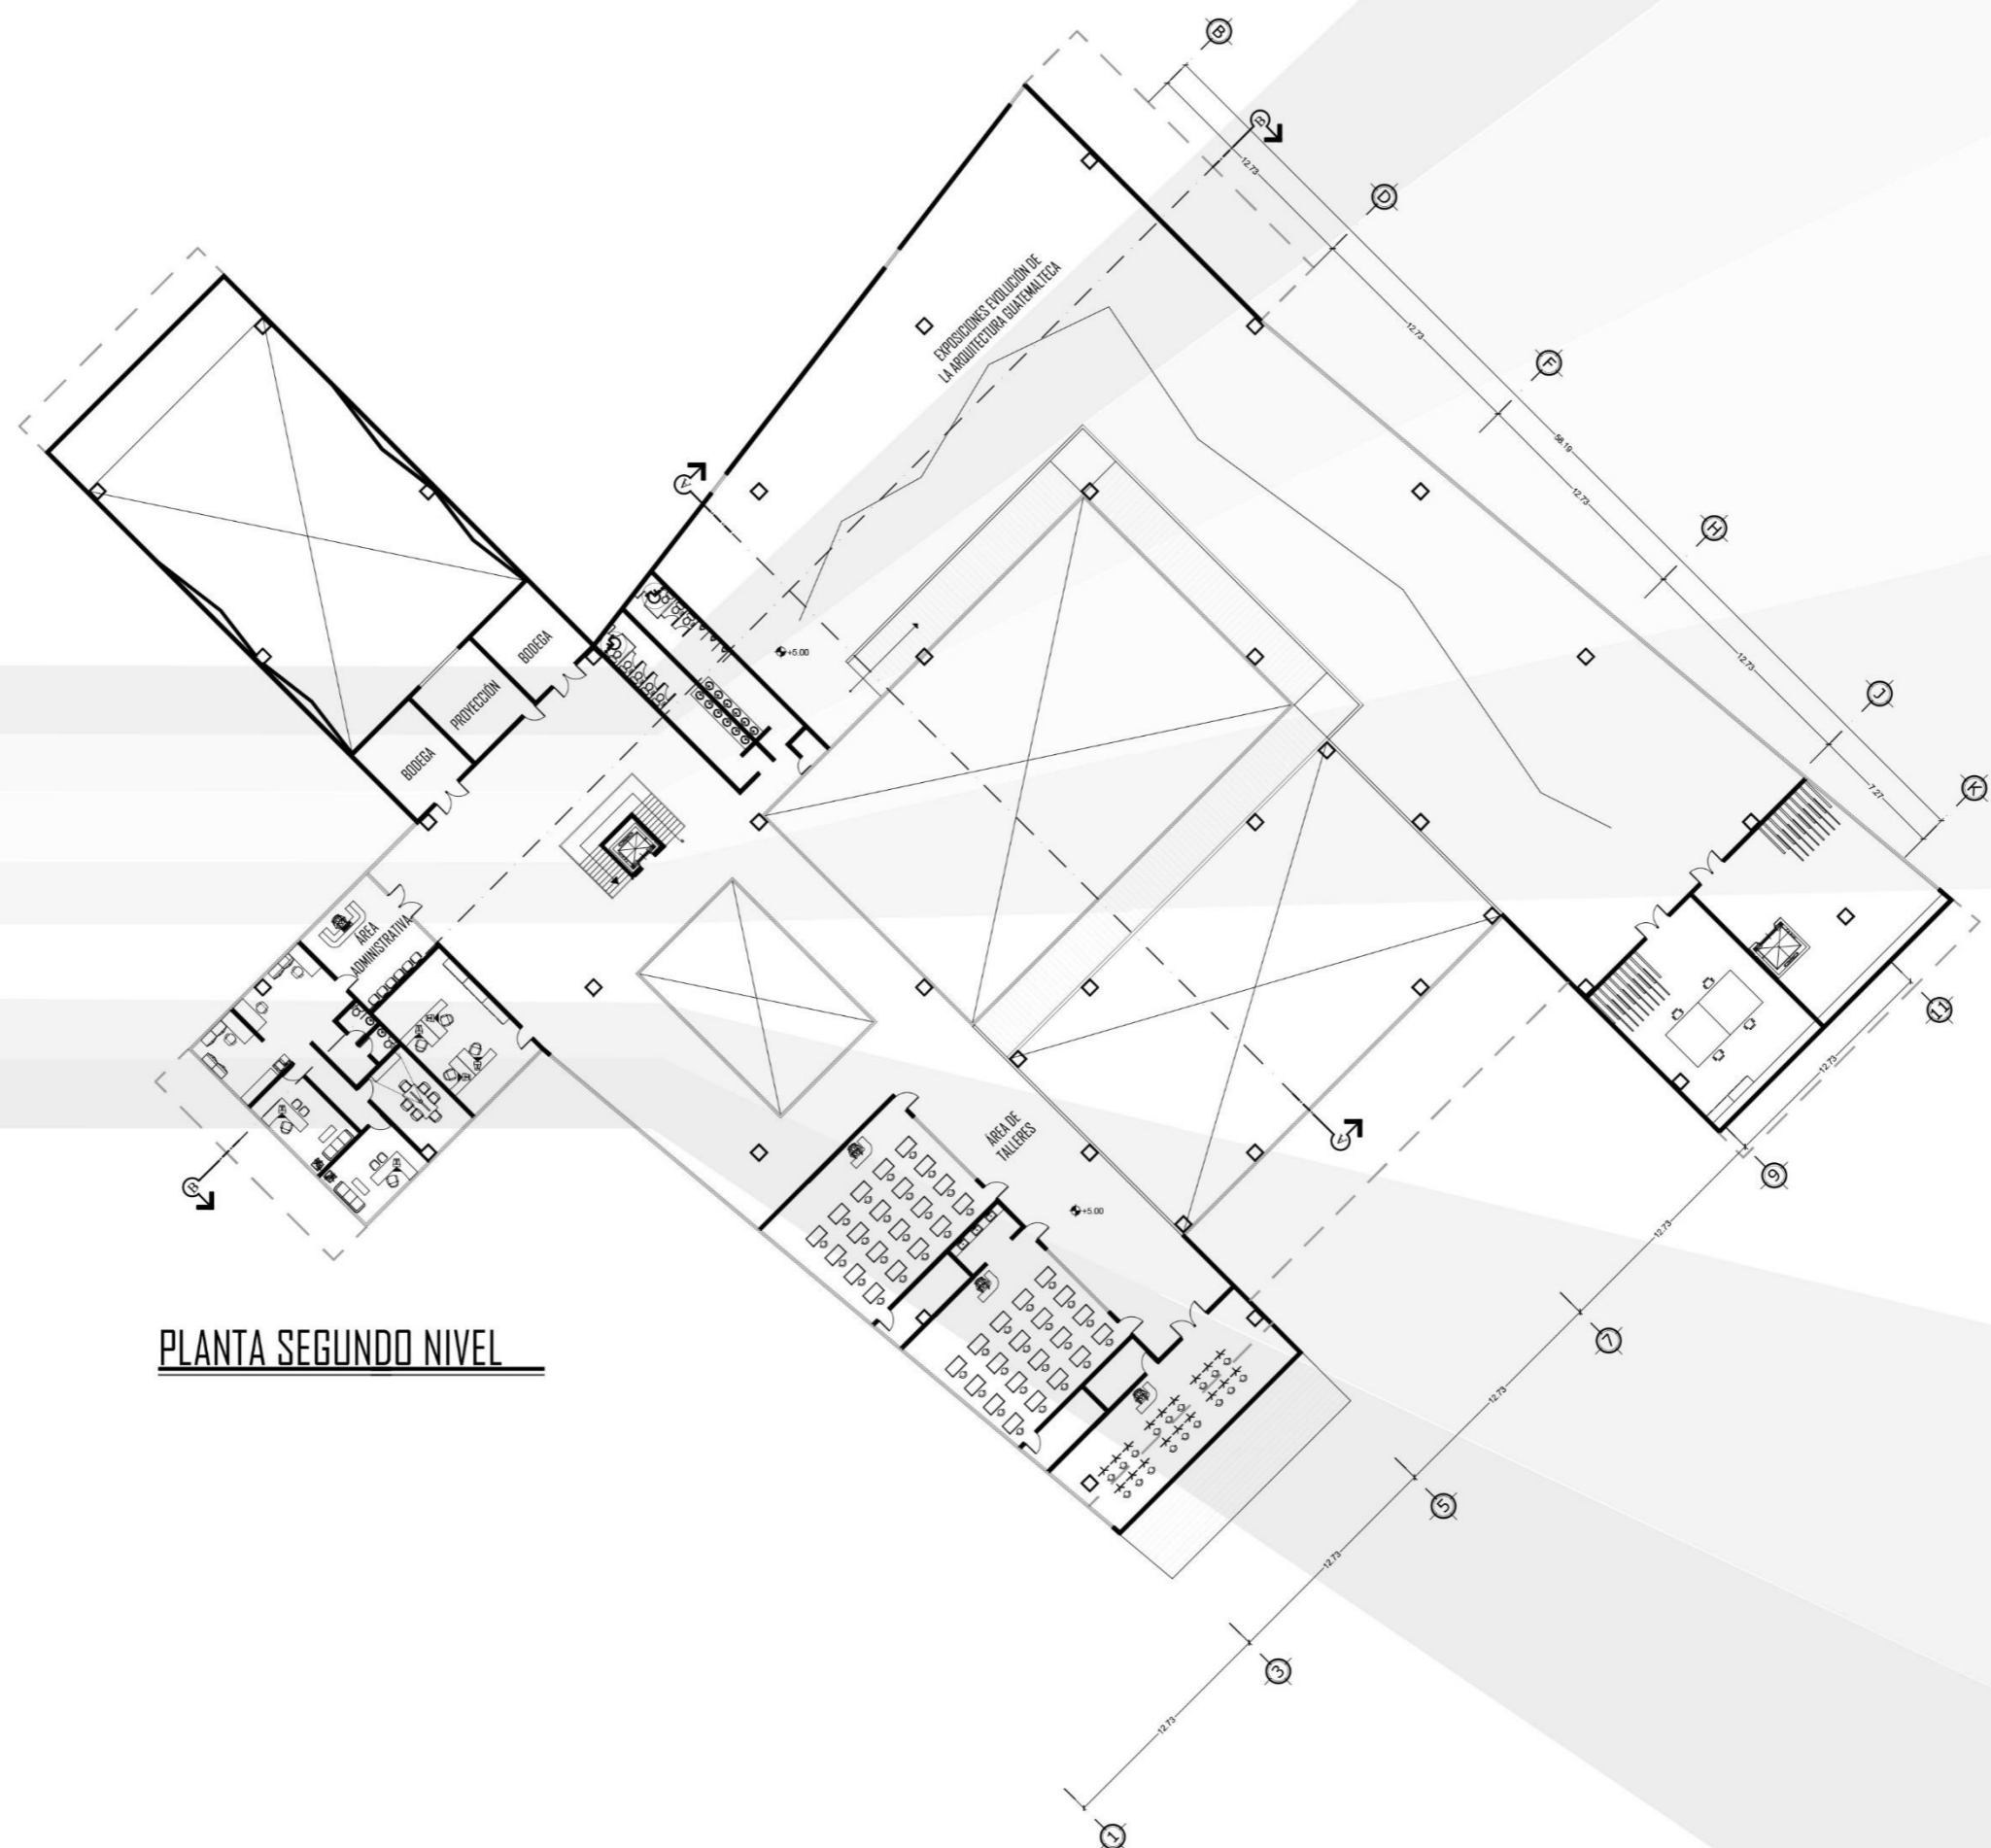 B
B
12.73
D
12.73
F
58.19
12.73
H
12.73
J
7.27
K
EXPOSICIONES EVOLUCIÓN DE
LA ARQUITECTURA GUATEMALTECA
A
+5.00
BODEGA
PROYECCIÓN
BODEGA
ÁREA
ADMINISTRATIVA
B
ÁREA DE
TALLERES
+5.00
A
11
12.73
9
12.73
7
12.73
5
12.73
3
12.73
1
PLANTA SEGUNDO NIVEL